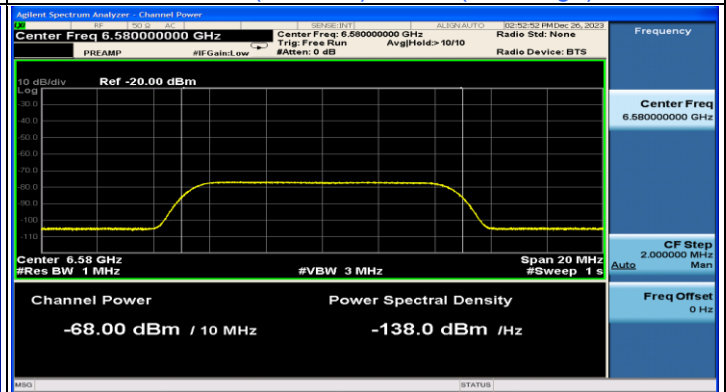 Agilent Spectrum Analyzer - Channel Power
RF 50 Ω AC SENSE:INT ALIGNAUTO 02:52:52 PM Dec 26, 2023
Center Freq 6.580000000 GHz
Center Freq: 6.580000000 GHz Radio Std: None
Trig: Free Run Avg|Hold:> 10/10
PREAMP #IFGain:Low #Atten: 0 dB Radio Device: BTS
10 dB/div Ref -20.00 dBm
Log
-30.0
-40.0
-50.0
-60.0
-70.0
-80.0
-90.0
-100
-110
Center 6.58 GHz Span 20 MHz
#Res BW 1 MHz #VBW 3 MHz #Sweep 1 s
Channel Power Power Spectral Density
-68.00 dBm / 10 MHz -138.0 dBm /Hz
MSG STATUS
Frequency
Center Freq
6.580000000 GHz
CF Step
2.000000 MHz
Auto Man
Freq Offset
0 Hz